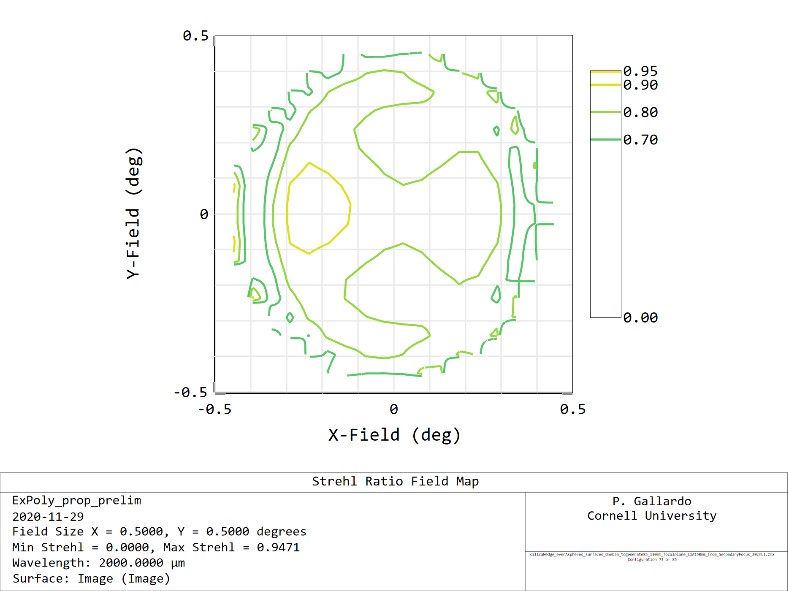 0.5
0
-0.5
Y-Field (deg)
-0.5 0 0.5
X-Field (deg)
0.95
0.90
0.80
0.70
0.00
Strehl Ratio Field Map
ExPoly_prop_prelim
2020-11-29
Field Size X = 0.5000, Y = 0.5000 degrees
Min Strehl = 0.0000, Max Strehl = 0.9471
Wavelength: 2000.0000 µm
Surface: Image (Image)
P. Gallardo
Cornell University